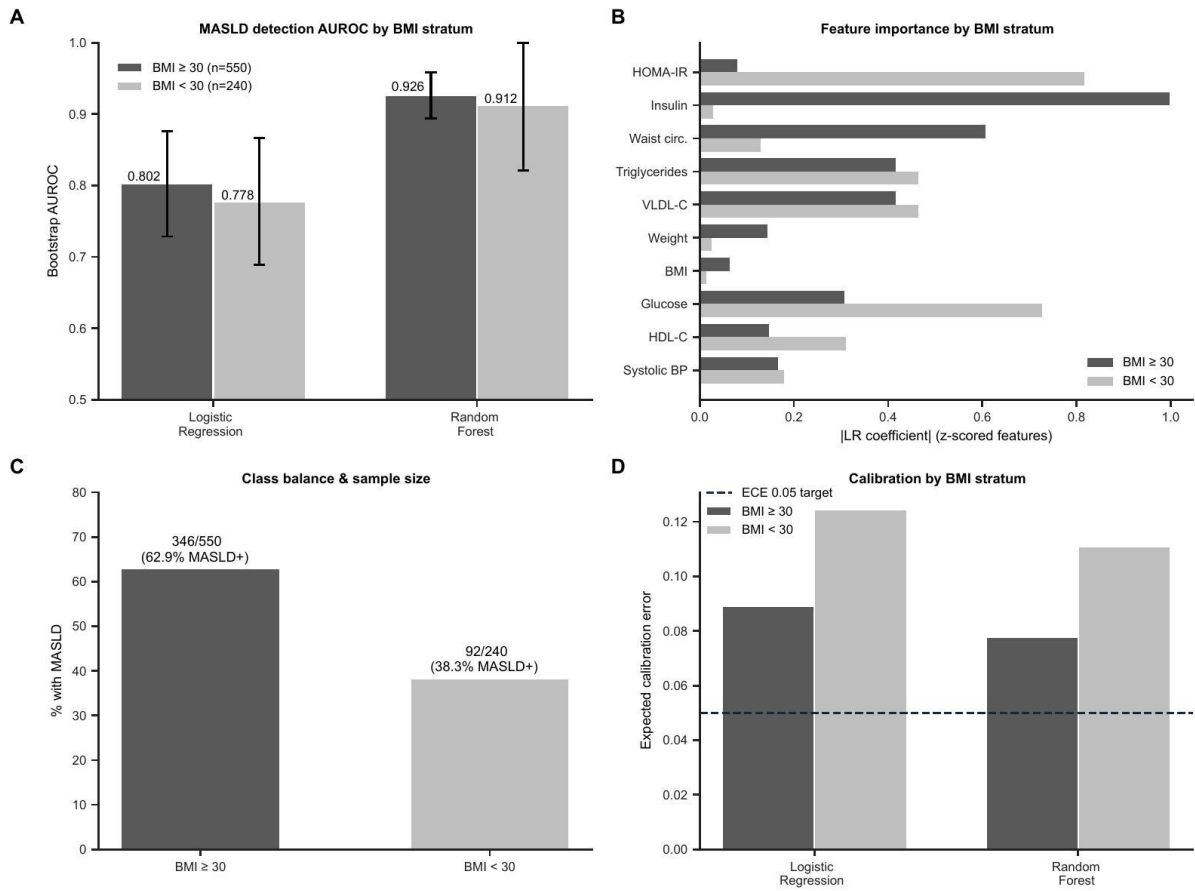 A
MASLD detection AUROC by BMI stratum
1.0
0.9
0.8
0.7
0.6
0.5
Bootstrap AUROC
BMI ≥ 30 (n=550)
BMI < 30 (n=240)
0.802
0.778
0.926
0.912
Logistic
Regression
Random
Forest
B
Feature importance by BMI stratum
HOMA-IR
Insulin
Waist circ.
Triglycerides
VLDL-C
Weight
BMI
Glucose
HDL-C
Systolic BP
BMI ≥ 30
BMI < 30
0.0 0.2 0.4 0.6 0.8 1.0
|LR coefficient| (z-scored features)
C
Class balance & sample size
80
70
60
50
40
30
20
10
0
% with MASLD
346/550
(62.9% MASLD+)
92/240
(38.3% MASLD+)
BMI ≥ 30
BMI < 30
D
Calibration by BMI stratum
ECE 0.05 target
BMI ≥ 30
BMI < 30
0.12
0.10
0.08
0.06
0.04
0.02
0.00
Expected calibration error
Logistic
Regression
Random
Forest